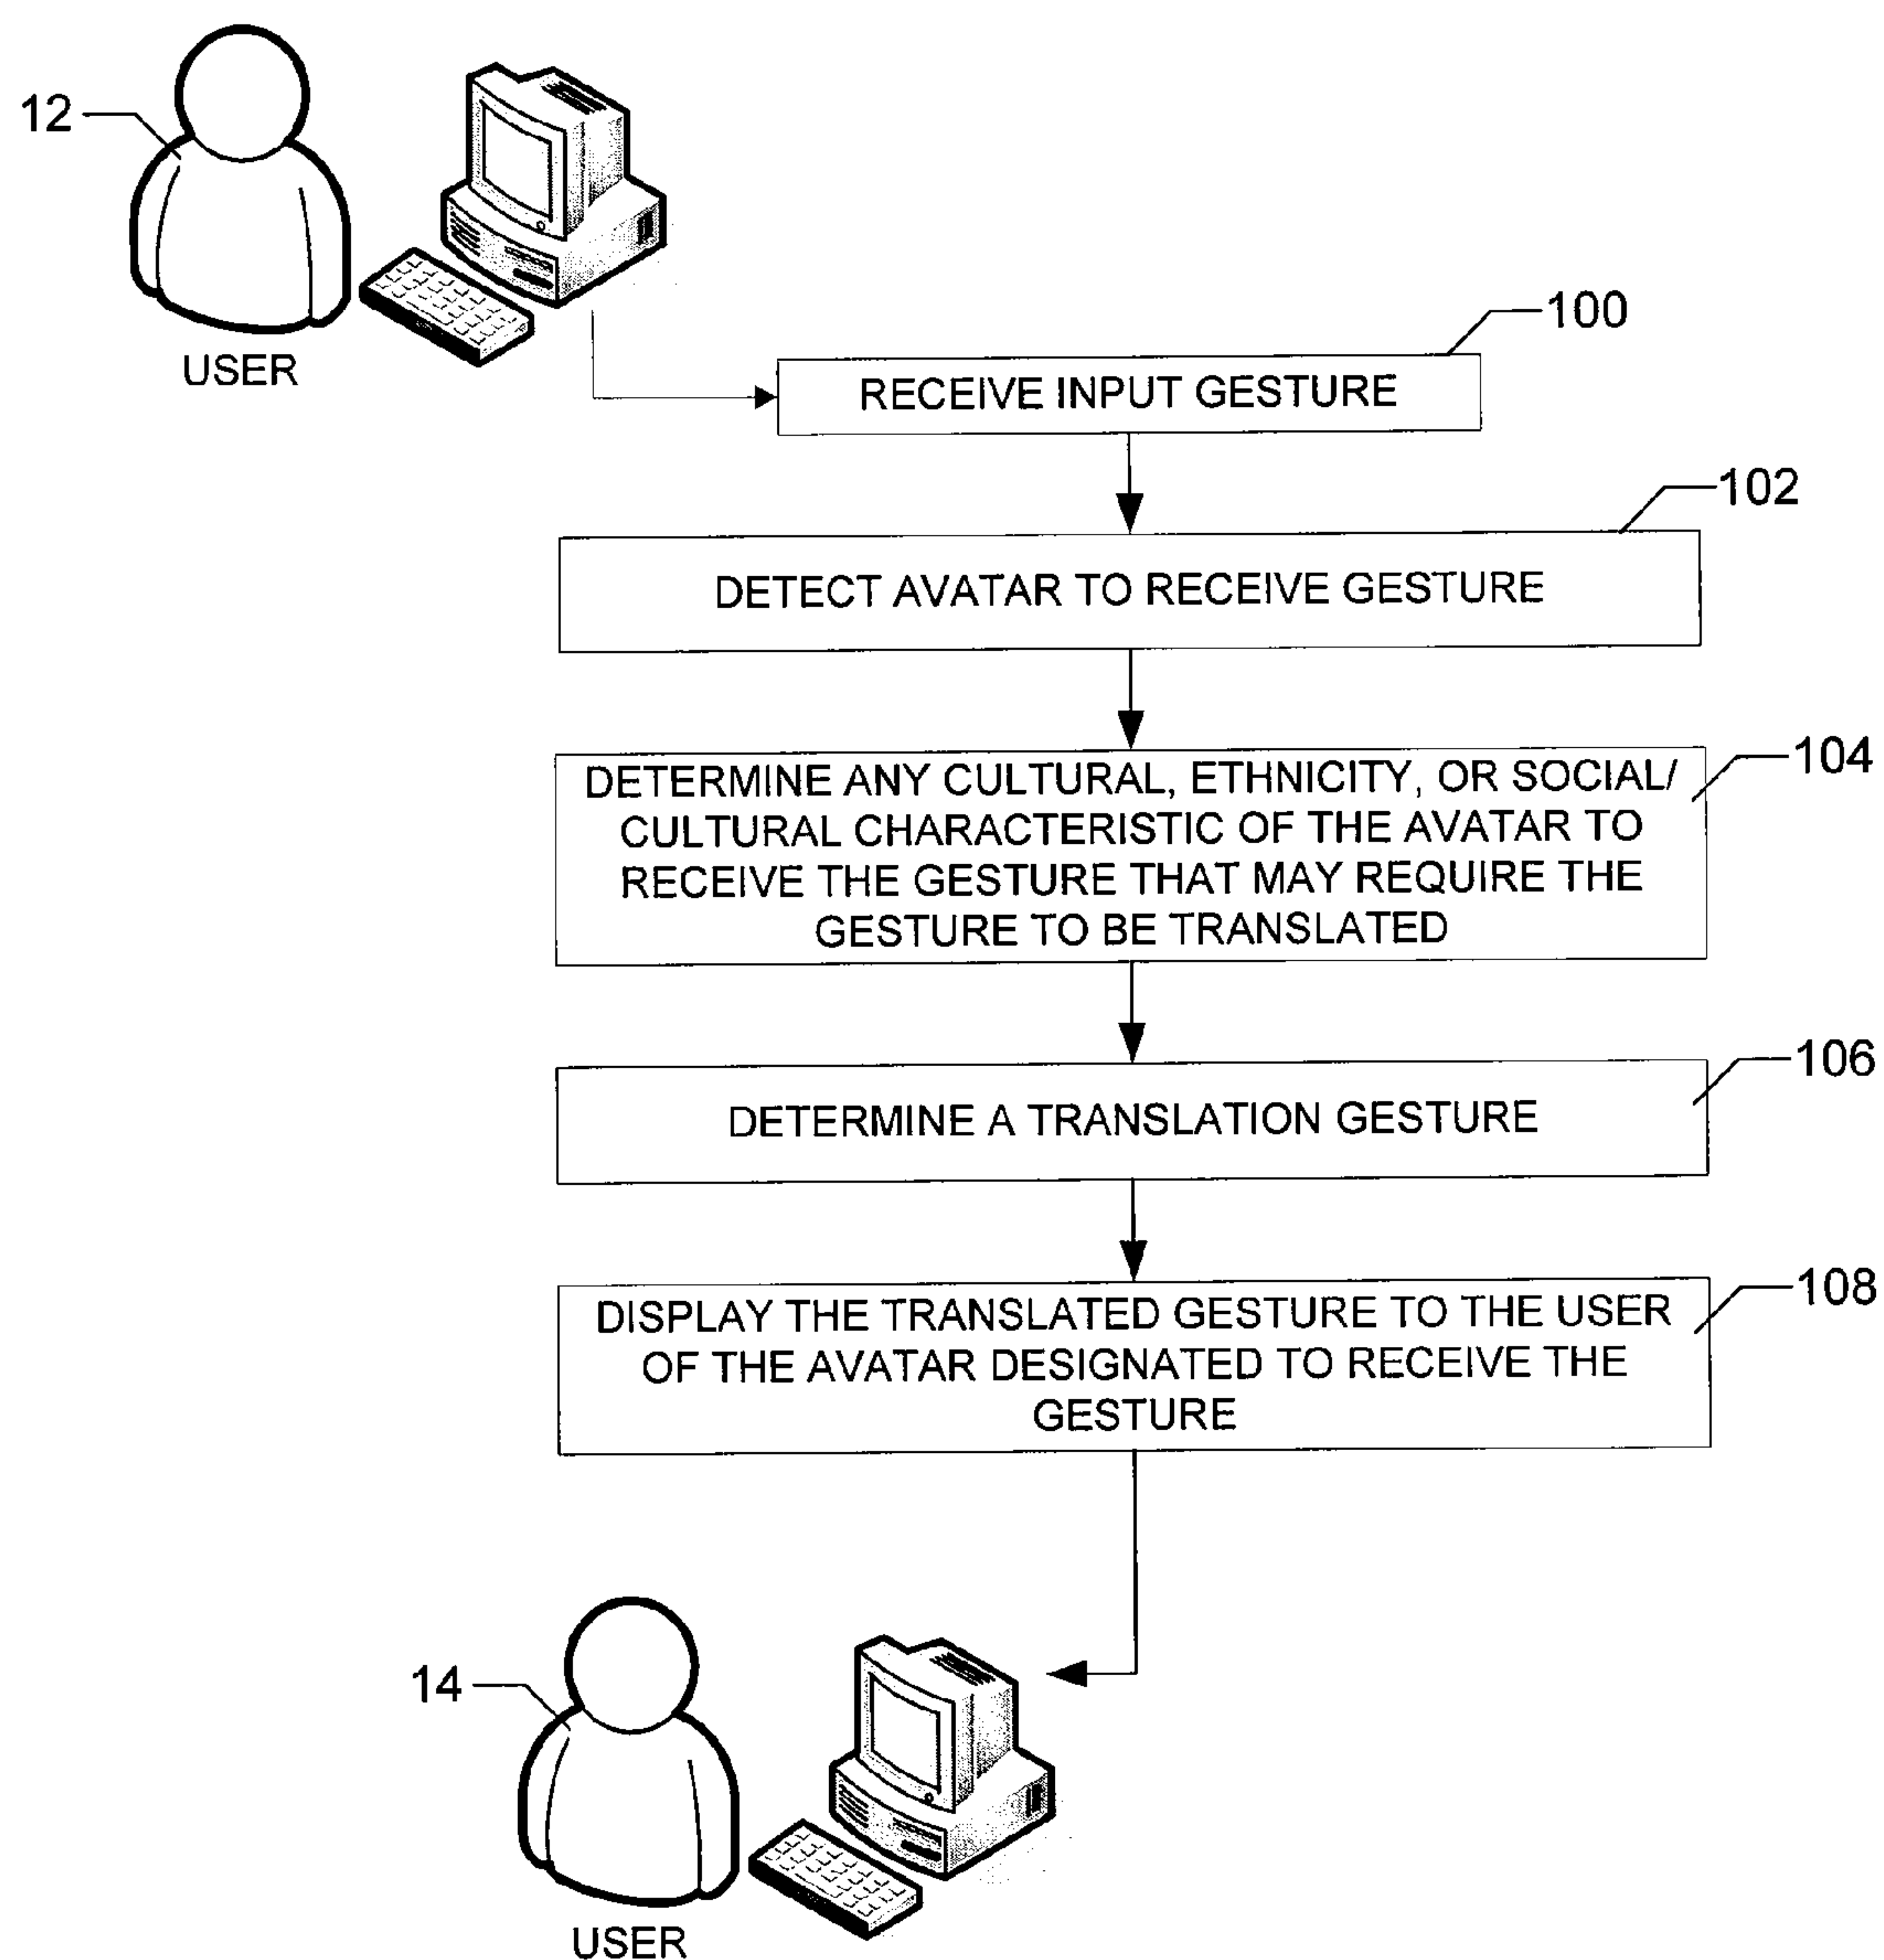 12
USER
100
RECEIVE INPUT GESTURE
102
DETECT AVATAR TO RECEIVE GESTURE
104
DETERMINE ANY CULTURAL, ETHNICITY, OR SOCIAL/
CULTURAL CHARACTERISTIC OF THE AVATAR TO
RECEIVE THE GESTURE THAT MAY REQUIRE THE
GESTURE TO BE TRANSLATED
106
DETERMINE A TRANSLATION GESTURE
108
DISPLAY THE TRANSLATED GESTURE TO THE USER
OF THE AVATAR DESIGNATED TO RECEIVE THE
GESTURE
14
USER